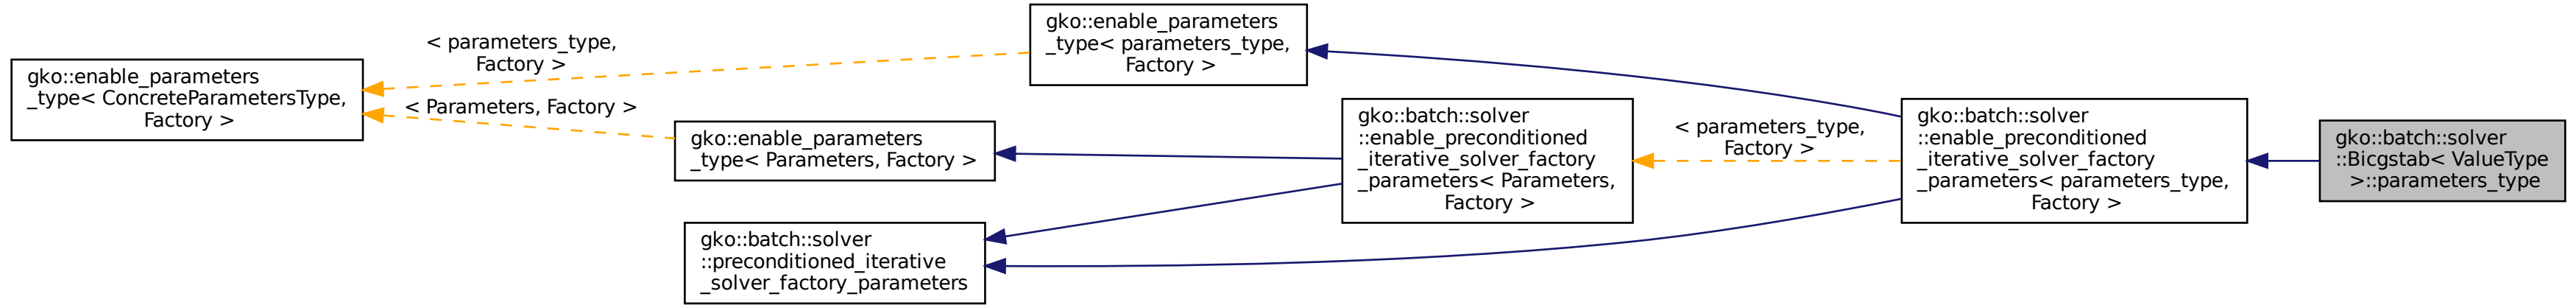 gko::enable_parameters
_type< ConcreteParametersType,
Factory >
< parameters_type,
Factory >
< Parameters, Factory >
gko::enable_parameters
_type< parameters_type,
Factory >
gko::enable_parameters
_type< Parameters, Factory >
gko::batch::solver
::preconditioned_iterative
_solver_factory_parameters
gko::batch::solver
::enable_preconditioned
_iterative_solver_factory
_parameters< Parameters,
Factory >
< parameters_type,
Factory >
gko::batch::solver
::enable_preconditioned
_iterative_solver_factory
_parameters< parameters_type,
Factory >
gko::batch::solver
::Bicgstab< ValueType
>::parameters_type